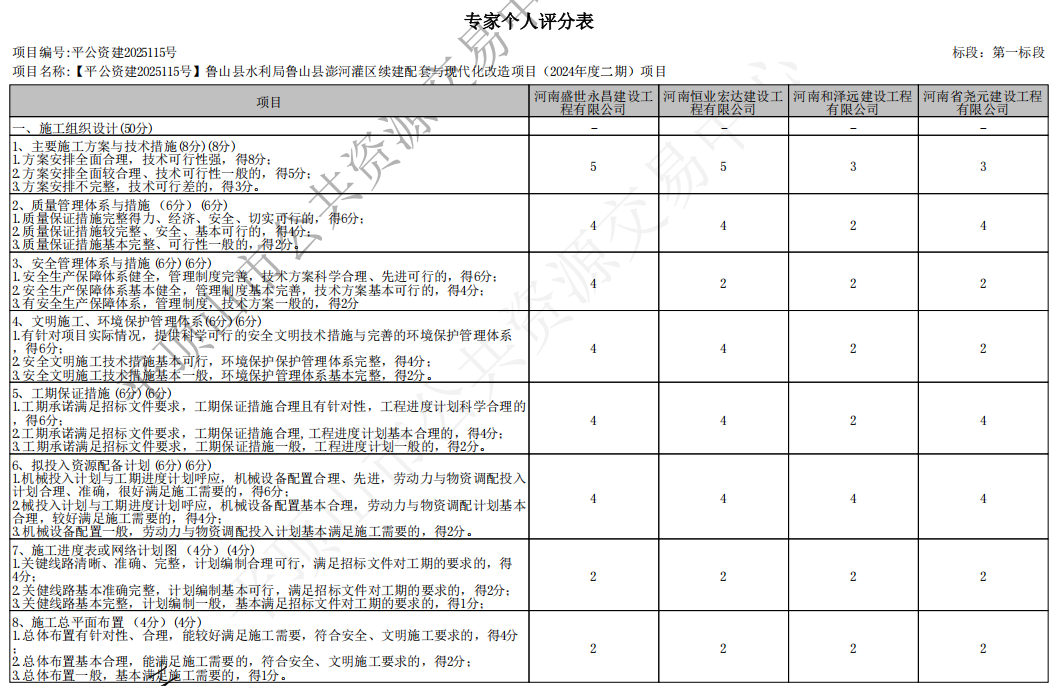 专家个人评分表
项目编号:平公资建2025115号
标段：第一标段
项目名称:【平公资建2025115号】鲁山县水利局鲁山县澎河灌区续建配套与现代化改造项目（2024年度二期）项目
项目 河南盛世永昌建设工程有限公司 河南恒业宏达建设工程有限公司 河南和泽远建设工程有限公司 河南省尧元建设工程有限公司
一、施工组织设计(50分) – – – –
1、主要施工方案与技术措施(8分)(8分)
1.方案安排全面合理，技术可行性强，得8分；
2.方案安排全面较合理、技术可行性一般的，得5分；
3.方案安排不完整，技术可行差的，得3分。
5 5 3 3
2、质量管理体系与措施 （6分）(6分)
1.质量保证措施完整得力、经济、安全、切实可行的，得6分；
2.质量保证措施较完整、安全、基本可行的，得4分；
3.质量保证措施基本完整、可行性一般的，得2分。
4 4 2 4
3、安全管理体系与措施 (6分)(6分)
1.安全生产保障体系健全，管理制度完善，技术方案科学合理、先进可行的，得6分；
2.安全生产保障体系基本健全，管理制度基本完善，技术方案基本可行的，得4分；
3.有安全生产保障体系，管理制度，技术方案一般的，得2分
4 2 2 2
4、文明施工、环境保护管理体系(6分)(6分)
1.有针对项目实际情况，提供科学可行的安全文明技术措施与完善的环境保护管理体系
，得6分；
2.安全文明施工技术措施基本可行，环境保护保护管理体系完整，得4分；
3.安全文明施工技术措施基本一般，环境保护管理体系基本完整，得2分。
4 4 2 2
5、工期保证措施 (6分)(6分)
1.工期承诺满足招标文件要求，工期保证措施合理且有针对性，工程进度计划科学合理的
，得6分；
2.工期承诺满足招标文件要求，工期保证措施合理,工程进度计划基本合理的，得4分；
3.工期承诺满足招标文件要求，工期保证措施一般，工程进度计划一般的，得2分。
4 4 2 4
6、拟投入资源配备计划 (6分)(6分)
1.机械投入计划与工期进度计划呼应，机械设备配置合理、先进，劳动力与物资调配投入
计划合理、准确，很好满足施工需要的，得6分；
2.械投入计划与工期进度计划呼应，机械设备配置基本合理，劳动力与物资调配计划基本
合理，较好满足施工需要的，得4分；
3.机械设备配置一般，劳动力与物资调配投入计划基本满足施工需要的，得2分。
4 4 4 4
7、施工进度表或网络计划图 （4分）(4分)
1.关键线路清晰、准确、完整，计划编制合理可行，满足招标文件对工期的要求的，得
4分；
2.关健线路基本准确完整，计划编制基本可行，满足招标文件对工期的要求的，得2分；
3.关健线路基本完整，计划编制一般，基本满足招标文件对工期的要求的，得1分；
2 2 2 2
8、施工总平面布置 （4分）(4分)
1.总体布置有针对性、合理，能较好满足施工需要，符合安全、文明施工要求的，得4分
；
2.总体布置基本合理，能满足施工需要的，符合安全、文明施工要求的，得2分；
3.总体布置一般，基本满足施工需要的，得1分。
2 2 2 2
平顶山市公共资源交易中心
平顶山市公共资源交易中心